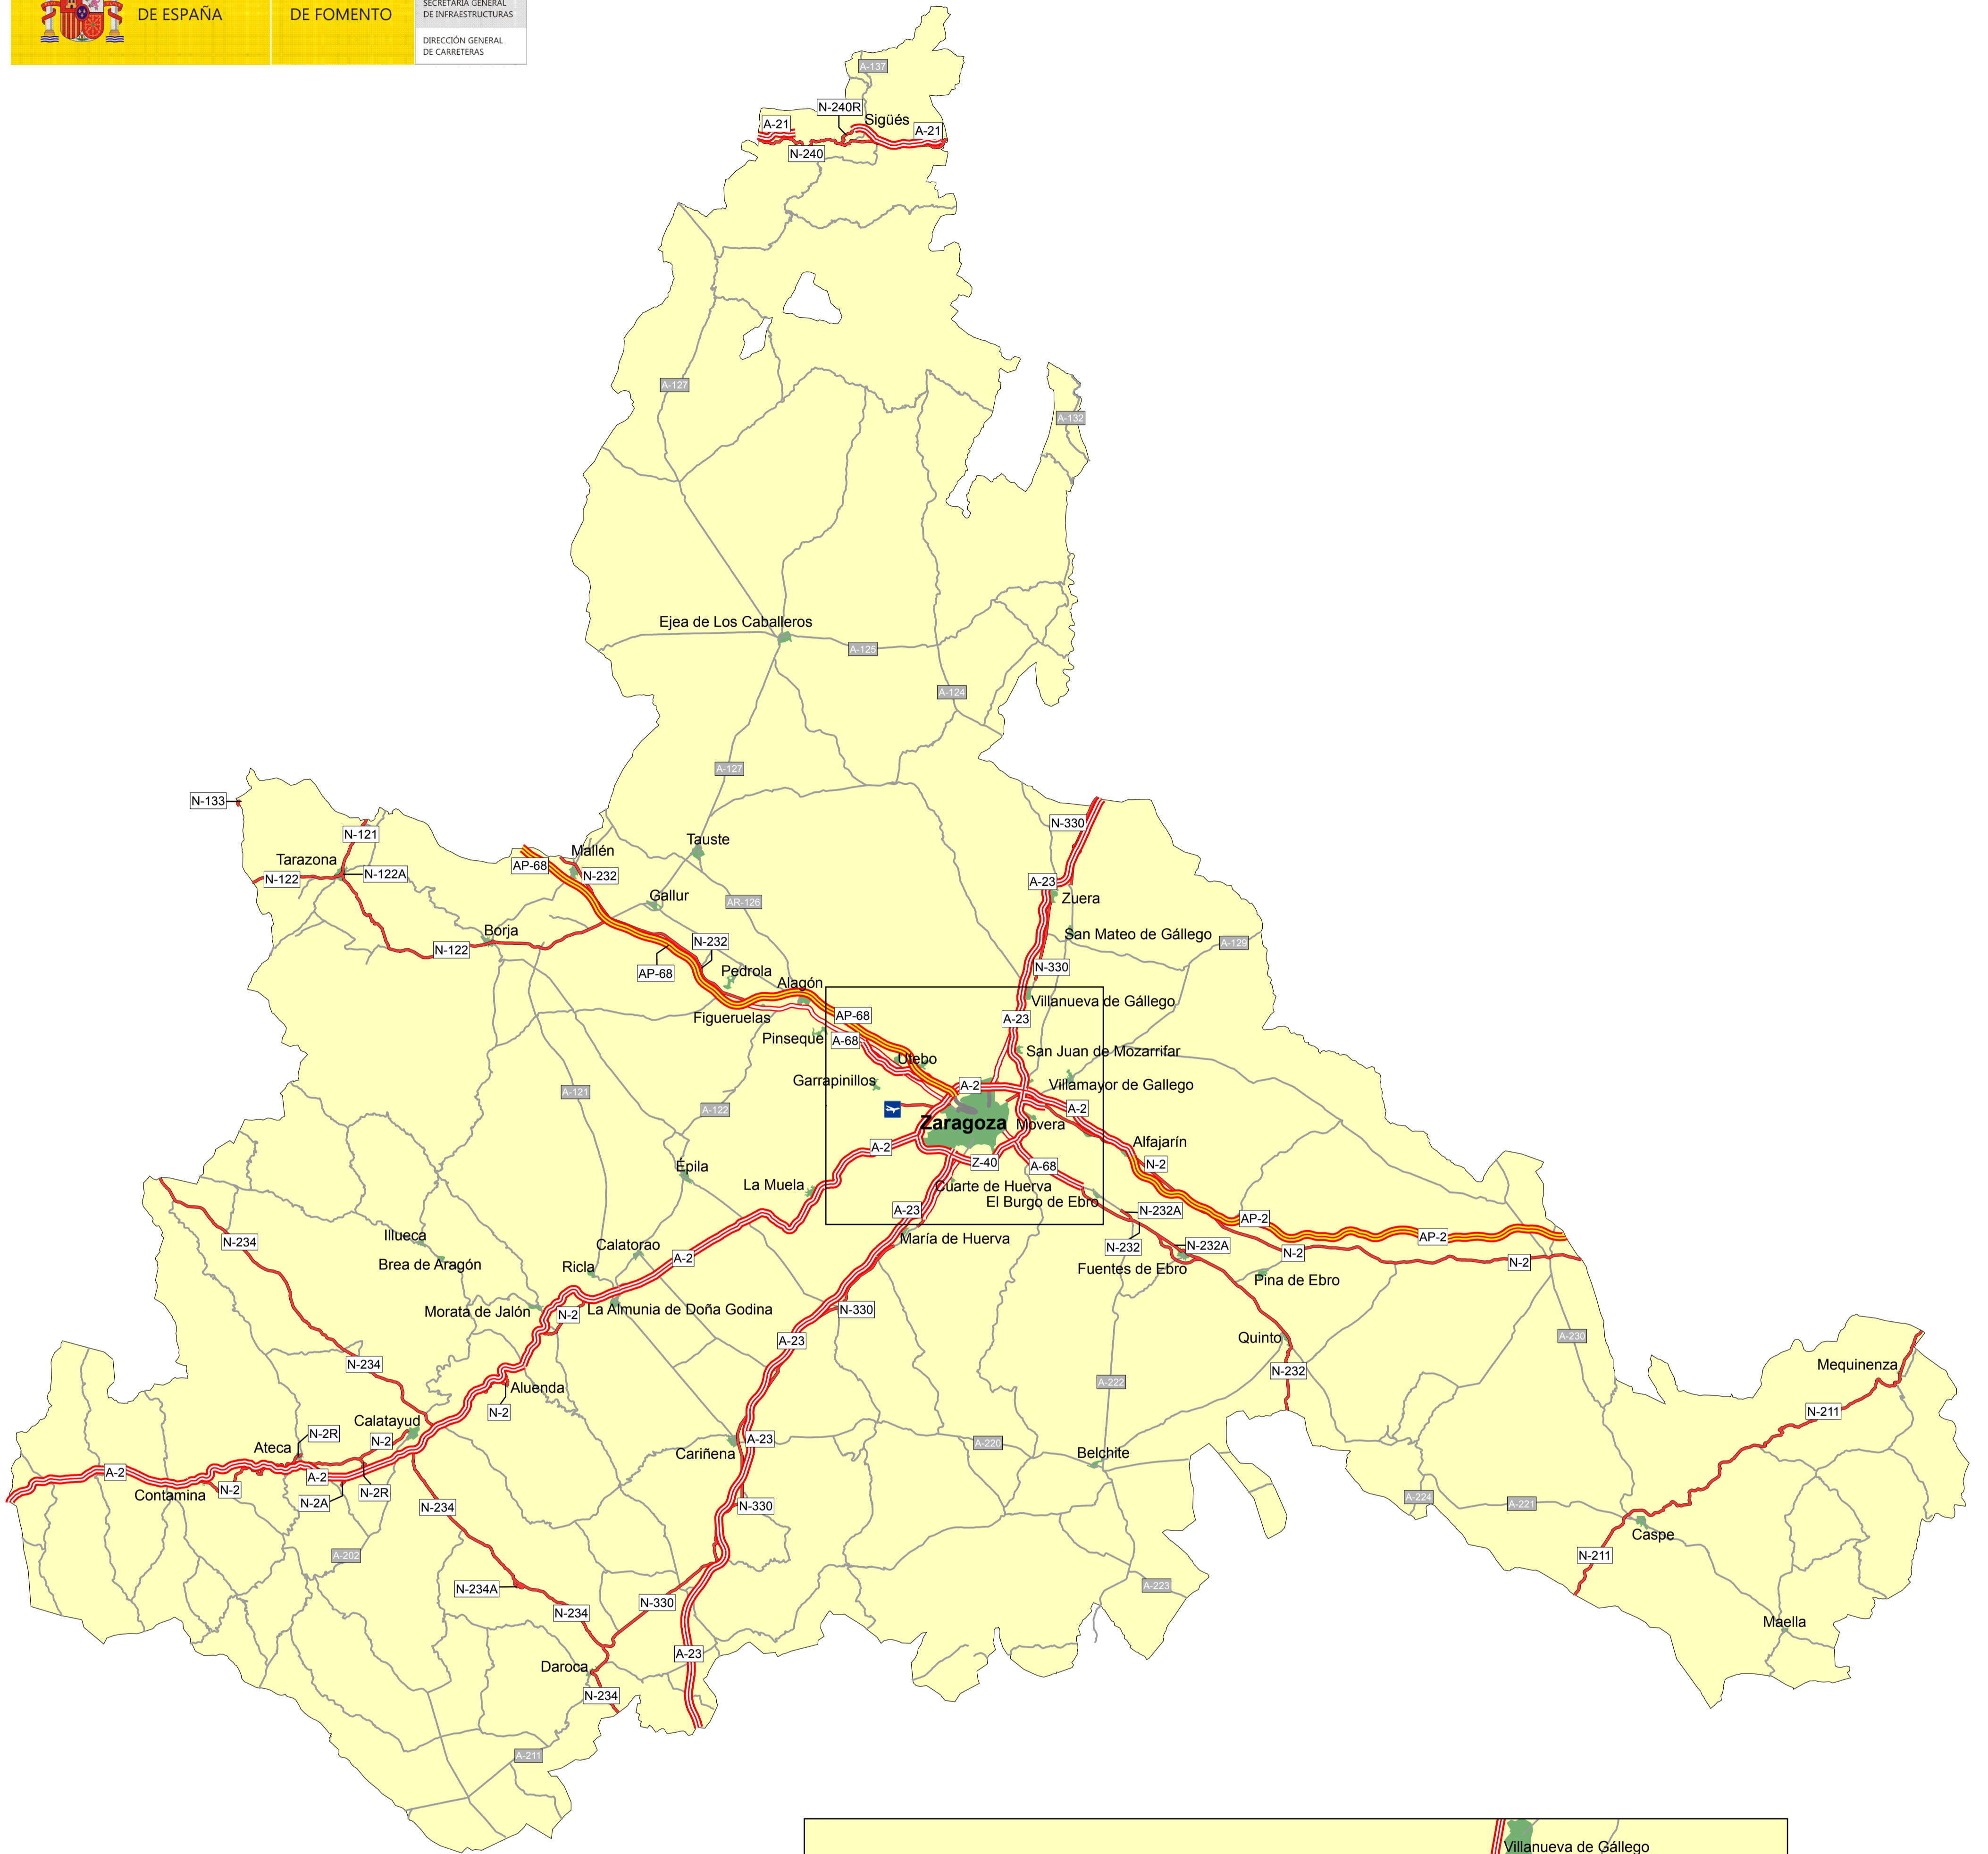 DE ESPAÑA
DE FOMENTO
SECRETARÍA GENERAL
DE INFRAESTRUCTURAS
DIRECCIÓN GENERAL
DE CARRETERAS
A-137
N-240R
Sigüés
A-21
A-21
N-240
A-127
A-132
Ejea de Los Caballeros
A-125
A-124
A-127
N-133
N-121
N-330
Tauste
Mallén
Tarazona
AP-68
N-122A
N-232
N-122
A-23
Zuera
Gallur
AR-126
Borja
San Mateo de Gállego
N-232
A-129
N-122
N-330
AP-68
Pedrola
Alagón
Villanueva de Gállego
Figueruelas
AP-68
A-23
Pinseque
A-68
San Juan de Mozarrifar
Utebo
Garrapinillos
A-2
Villamayor de Gallego
A-121
A-122
A-2
Zaragoza
Movera
Alfajarín
A-2
Z-40
A-68
N-2
Épila
La Muela
Cuarte de Huerva
El Burgo de Ebro
A-23
N-232A
AP-2
Illueca
María de Huerva
AP-2
N-234
Calatorao
N-232
N-232A
N-2
A-2
N-2
Brea de Aragón
Ricla
Fuentes de Ebro
Pina de Ebro
Morata de Jalón
N-2
La Almunia de Doña Godina
N-330
A-23
Quinto
A-230
N-234
N-232
Mequinenza
Aluenda
A-222
N-2
N-211
Calatayud
N-2R
N-2
A-23
A-220
Ateca
Cariñena
Belchite
A-2
A-2
Contamina
N-2
N-2R
N-2A
N-234
N-330
A-224
A-221
Caspe
A-202
N-211
N-234A
A-223
N-330
N-234
Maella
A-23
Daroca
N-234
A-211
Villanueva de Gállego